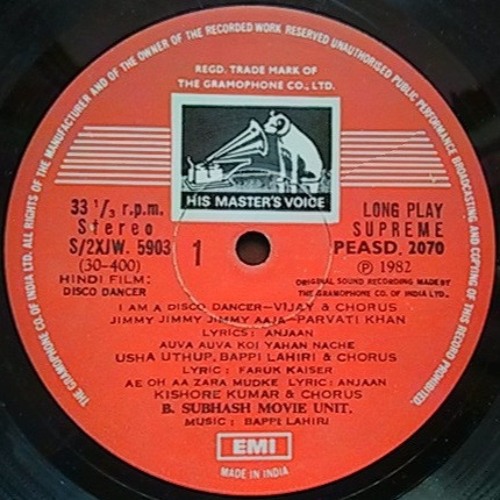 ALL RIGHTS OF THE MANUFACTURER AND OF THE OWNER OF THE RECORDED WORK RESERVED UNAUTHORISED PUBLIC PERFORMANCE BROADCASTING AND COPYING OF THIS RECORD PROHIBITED.
THE GRAMOPHONE CO. OF INDIA LTD.
REGD. TRADE MARK OF
THE GRAMOPHONE CO., LTD.
HIS MASTER'S VOICE
33 1/3 r.p.m.
Stereo
S/2XJW. 5903
(30-400)
HINDI FILM:
DISCO DANCER
1
LONG PLAY
SUPREME
PEASD. 2070
℗ 1982
ORIGINAL SOUND RECORDING MADE BY
THE GRAMOPHONE CO. OF INDIA LTD.,
I AM A DISCO DANCER—VIJAY & CHORUS
JIMMY JIMMY JIMMY AAJA—PARVATI KHAN
LYRICS: ANJAAN
AUVA AUVA KOI YAHAN NACHE
USHA UTHUP, BAPPI LAHIRI & CHORUS
LYRIC: FARUK KAISER
AE OH AA ZARA MUDKE LYRIC: ANJAAN
KISHORE KUMAR & CHORUS
B. SUBHASH MOVIE UNIT.
MUSIC: BAPPI LAHIRI
EMI
MADE IN INDIA